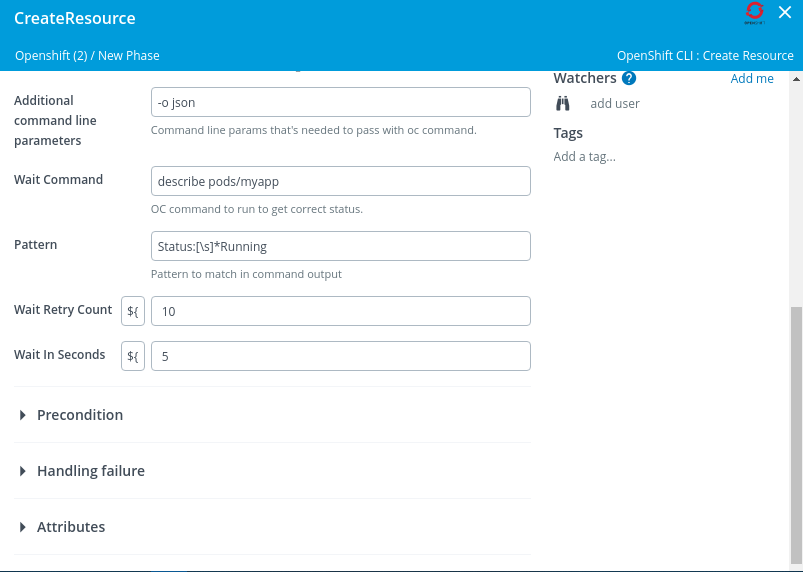 CreateResource
Openshift (2) / New Phase
OpenShift CLI : Create Resource
Additional
command line
parameters
-o json
Command line params that's needed to pass with oc command.
Wait Command
describe pods/myapp
OC command to run to get correct status.
Pattern
Status:[\s]*Running
Pattern to match in command output
Wait Retry Count
${
10
Wait In Seconds
${
5
Precondition
Handling failure
Attributes
Watchers ?
Add me
add user
Tags
Add a tag...